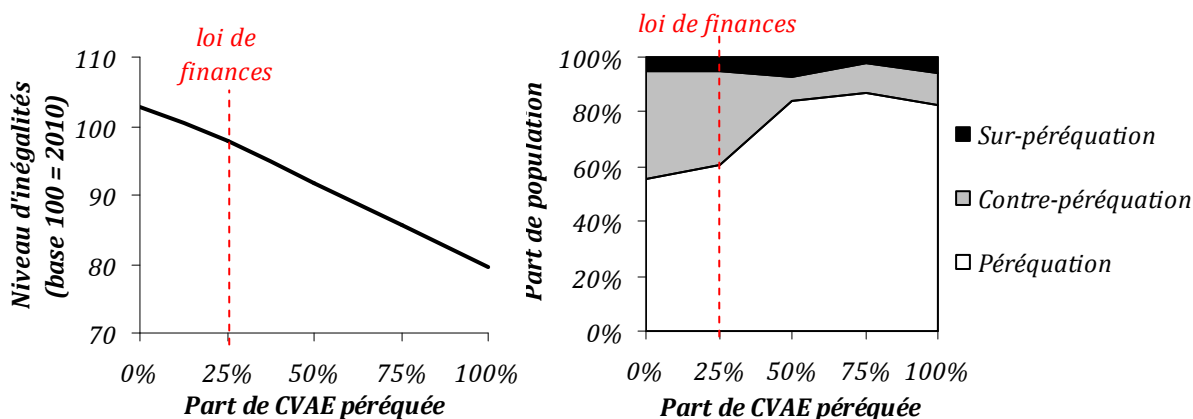 loi de
finances
Niveau d'inégalités
(base 100 = 2010)
110
100
90
80
70
0% 25% 50% 75% 100%
Part de CVAE péréquée
loi de finances
Part de population
100%
80%
60%
40%
20%
0%
0% 25% 50% 75% 100%
Part de CVAE péréquée
Sur-péréquation
Contre-péréquation
Péréquation